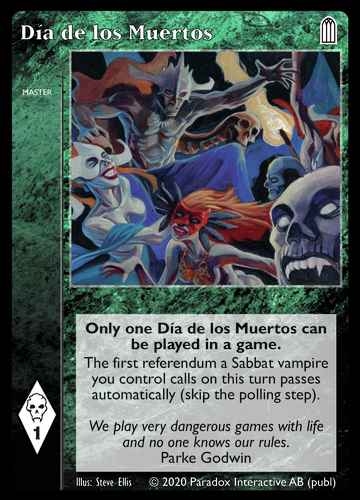 Día de los Muertos
MASTER
Only one Día de los Muertos can
be played in a game.
The first referendum a Sabbat vampire
you control calls on this turn passes
automatically (skip the polling step).
We play very dangerous games with life
and no one knows our rules.
Parke Godwin
1
Illus: Steve Ellis © 2020 Paradox Interactive AB (publ)